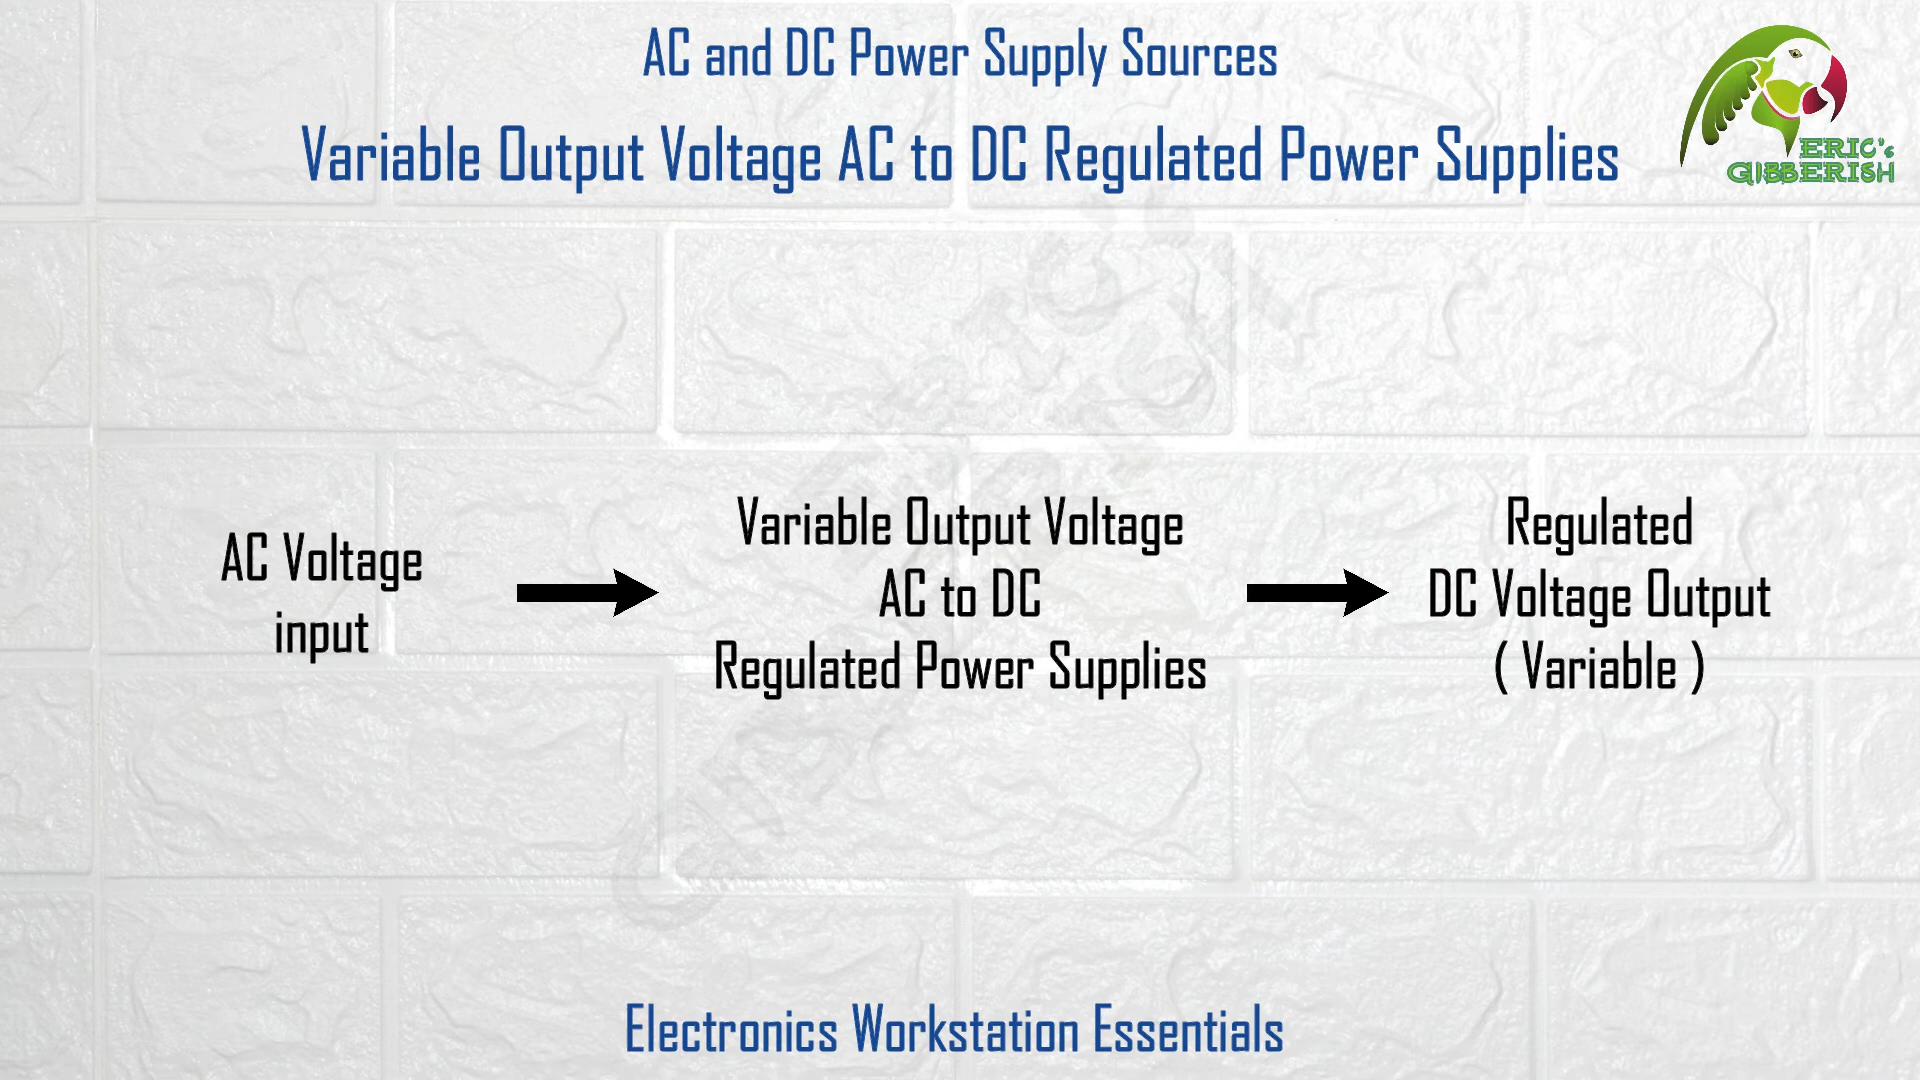 AC and DC Power Supply Sources
Variable Output Voltage AC to DC Regulated Power Supplies
ERIC's
GIBBERISH
AC Voltage
input
Variable Output Voltage
AC to DC
Regulated Power Supplies
Regulated
DC Voltage Output
( Variable )
Electronics Workstation Essentials